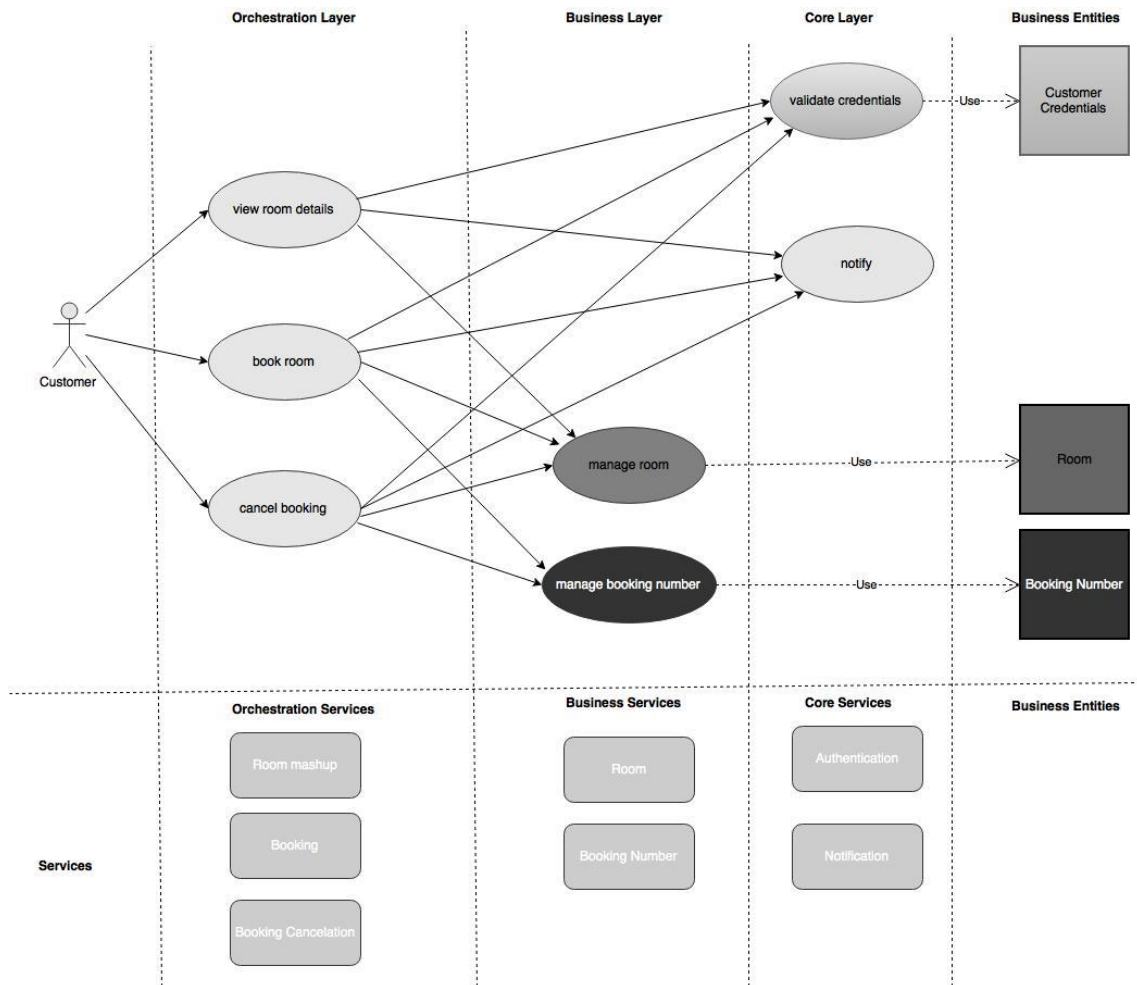 Orchestration Layer
Business Layer
Core Layer
Business Entities
validate credentials
Use
Customer
Credentials
view room details
notify
Customer
book room
manage room
Use
Room
cancel booking
manage booking number
Use
Booking Number
Orchestration Services
Business Services
Core Services
Business Entities
Room mashup
Room
Authentication
Booking
Booking Number
Notification
Services
Booking Cancelation